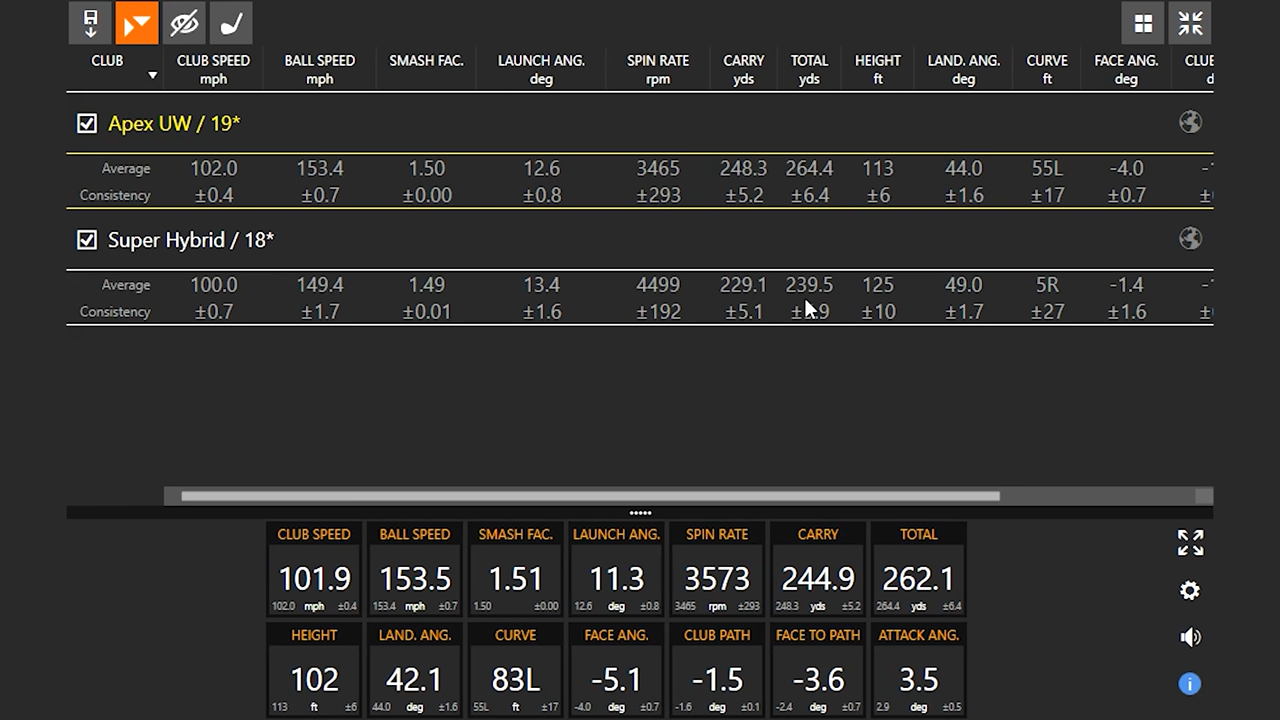 CLUB CLUB SPEED BALL SPEED SMASH FAC. LAUNCH ANG. SPIN RATE CARRY TOTAL HEIGHT LAND. ANG. CURVE FACE ANG. CLUB
mph mph deg rpm yds yds ft deg ft deg d
Apex UW / 19*
Average 102.0 153.4 1.50 12.6 3465 248.3 264.4 113 44.0 55L -4.0
Consistency ±0.4 ±0.7 ±0.00 ±0.8 ±293 ±5.2 ±6.4 ±6 ±1.6 ±17 ±0.7
Super Hybrid / 18*
Average 100.0 149.4 1.49 13.4 4499 229.1 239.5 125 49.0 5R -1.4
Consistency ±0.7 ±1.7 ±0.01 ±1.6 ±192 ±5.1 ±10 ±1.7 ±27 ±1.6
CLUB SPEED BALL SPEED SMASH FAC. LAUNCH ANG. SPIN RATE CARRY TOTAL
101.9 153.5 1.51 11.3 3573 244.9 262.1
102.0 mph ±0.4 153.4 mph ±0.7 1.50 ±0.00 12.6 deg ±0.8 3465 rpm ±293 248.3 yds ±5.2 264.4 yds ±6.4
HEIGHT LAND. ANG. CURVE FACE ANG. CLUB PATH FACE TO PATH ATTACK ANG.
102 42.1 83L -5.1 -1.5 -3.6 3.5
113 ft ±6 44.0 deg ±1.6 55L ft ±17 -4.0 deg ±0.7 -1.6 deg ±0.1 -2.4 deg ±0.7 2.9 deg ±0.5